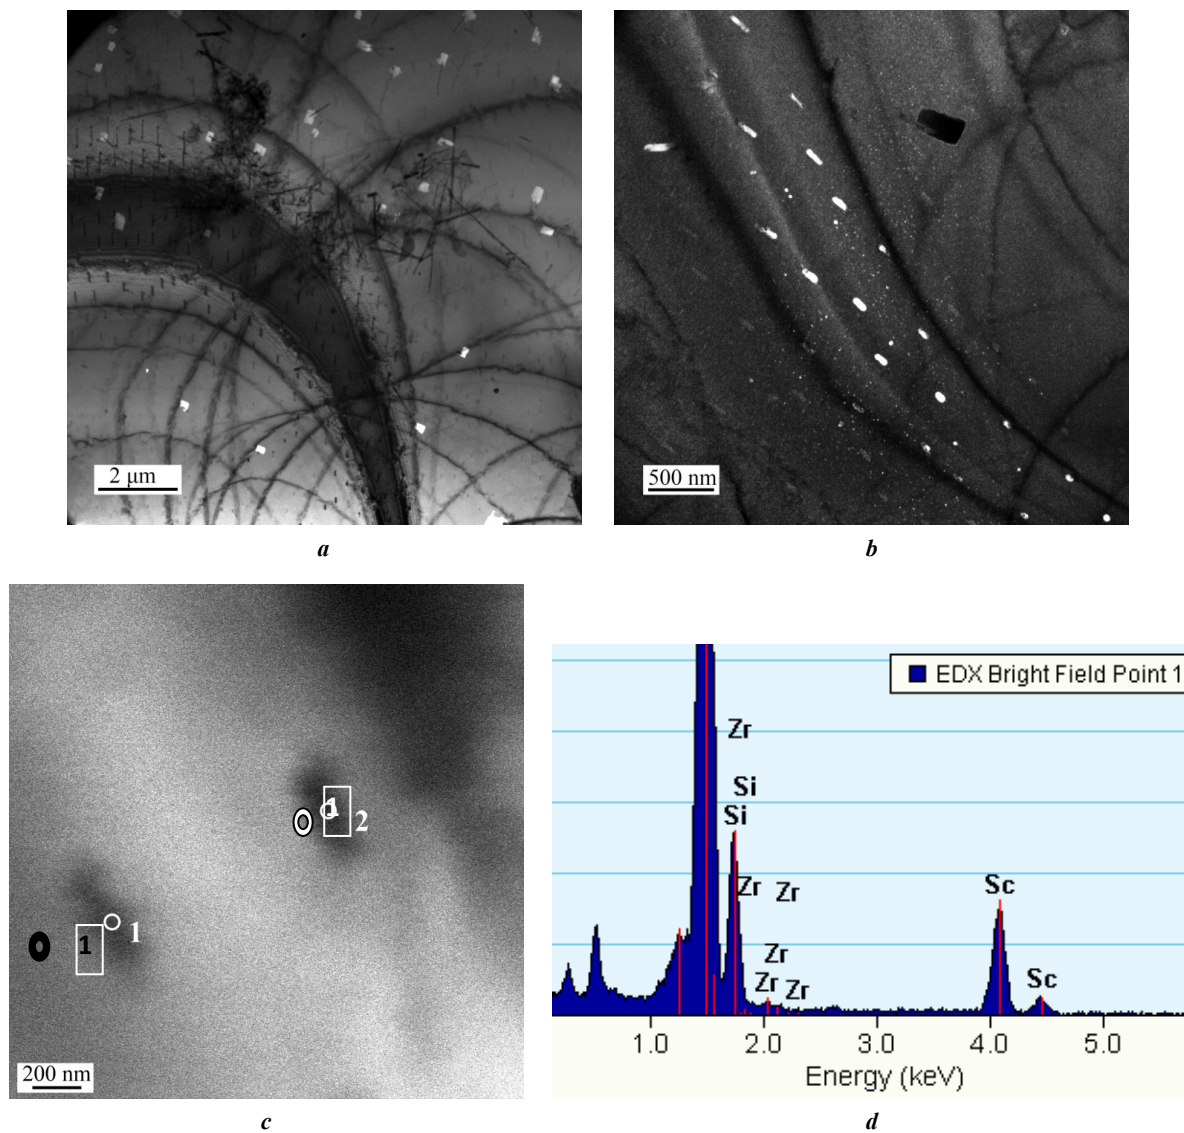 2 μm
500 nm
a
b
1
2
1
1
200 nm
c
EDX Bright Field Point 1
Zr
Si
Si
Zr Zr
Sc
Zr
Zr Zr
Sc
1.0 2.0 3.0 4.0 5.0
Energy (keV)
d